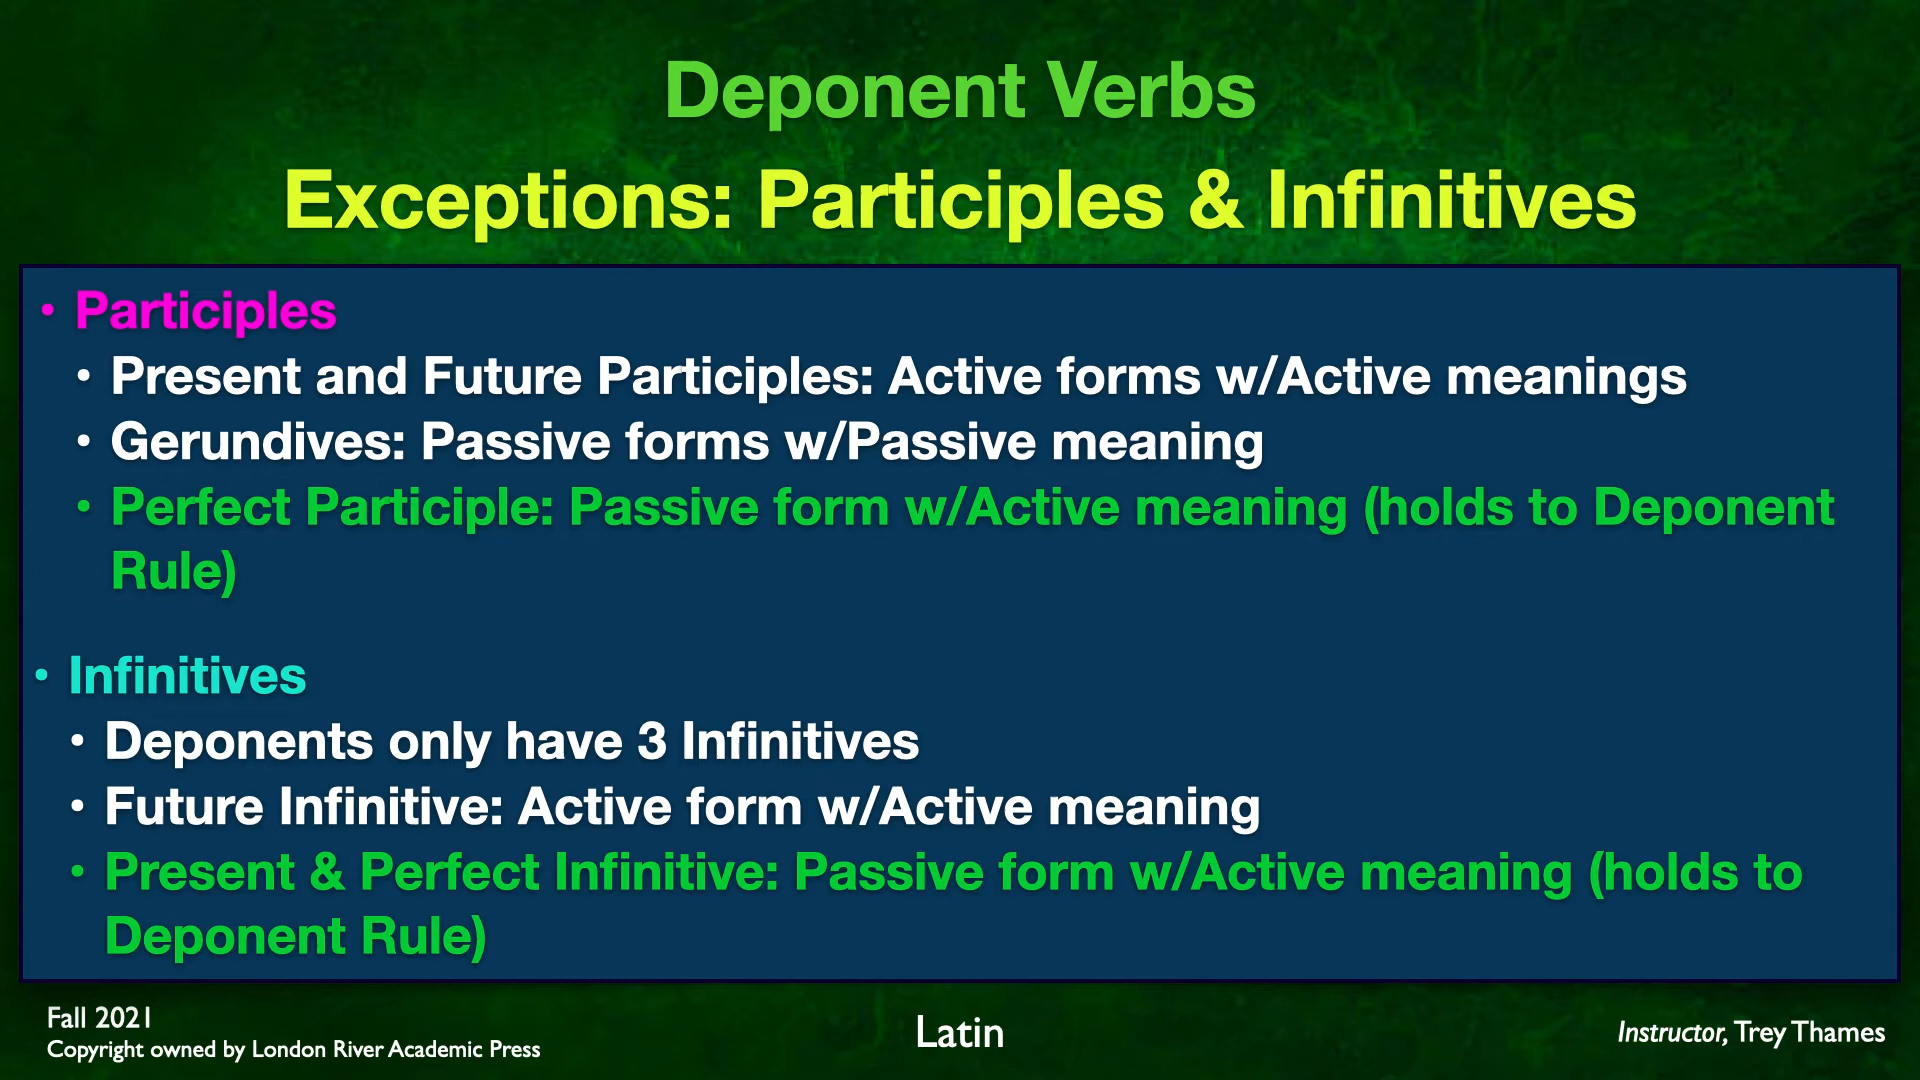 Deponent Verbs
Exceptions: Participles & Infinitives
• Participles
• Present and Future Participles: Active forms w/Active meanings
• Gerundives: Passive forms w/Passive meaning
• Perfect Participle: Passive form w/Active meaning (holds to Deponent
Rule)
• Infinitives
• Deponents only have 3 Infinitives
• Future Infinitive: Active form w/Active meaning
• Present & Perfect Infinitive: Passive form w/Active meaning (holds to
Deponent Rule)
Fall 2021
Copyright owned by London River Academic Press
Latin
Instructor, Trey Thames